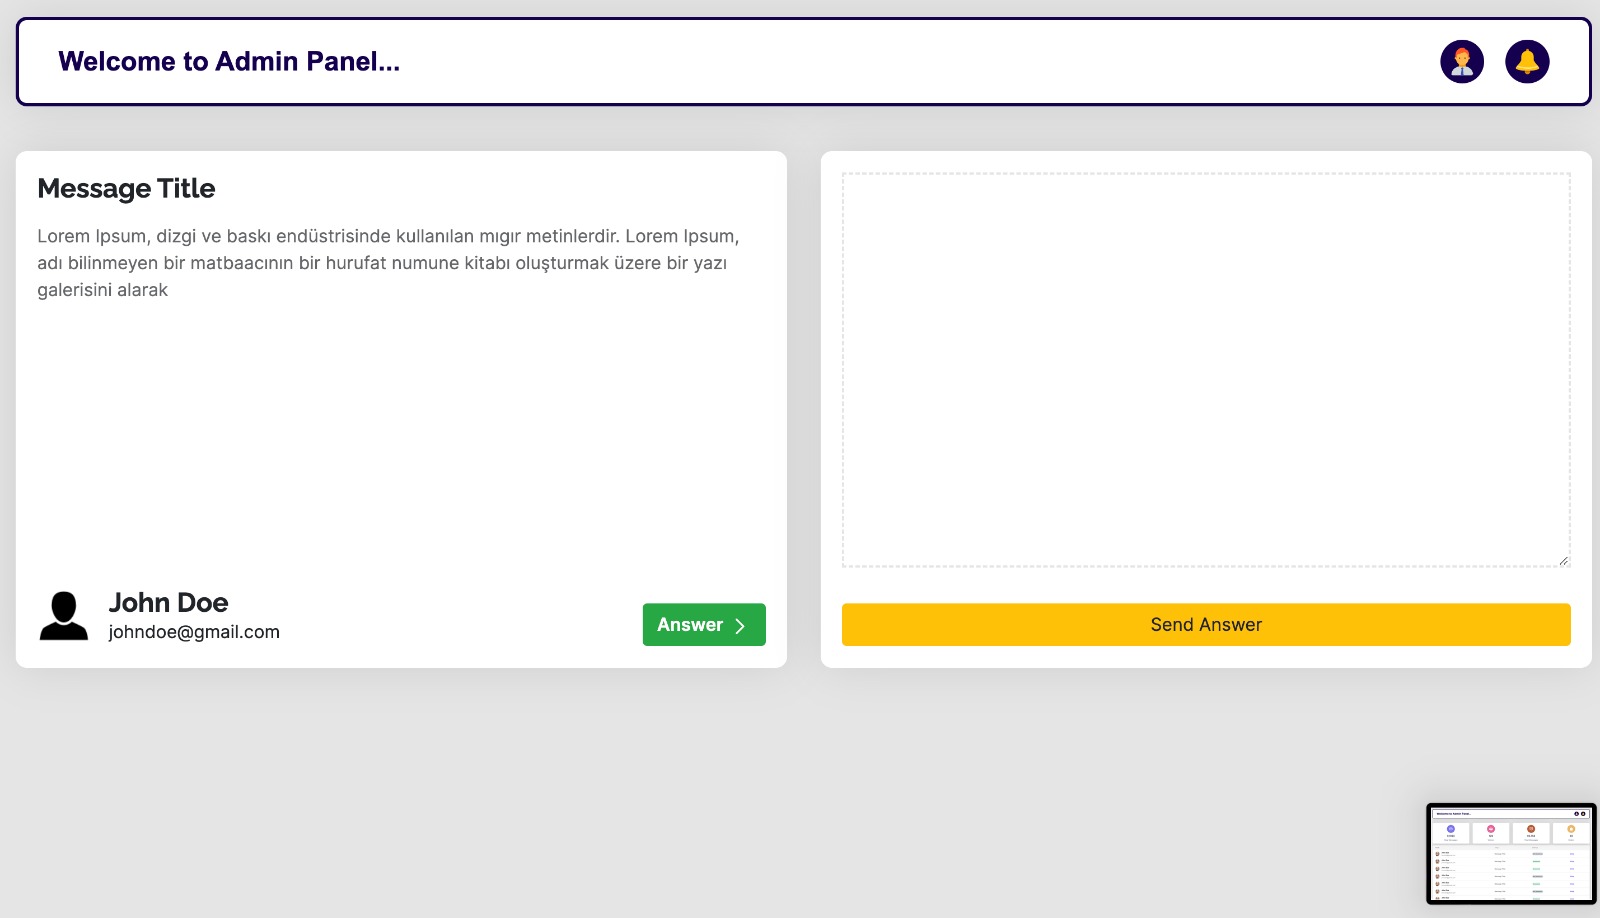 Welcome to Admin Panel...
Message Title
Lorem Ipsum, dizgi ve baskı endüstrisinde kullanılan mıgır metinlerdir. Lorem Ipsum,
adı bilinmeyen bir matbaacının bir hurufat numune kitabı oluşturmak üzere bir yazı
galerisini alarak
John Doe
johndoe@gmail.com
Answer
Send Answer